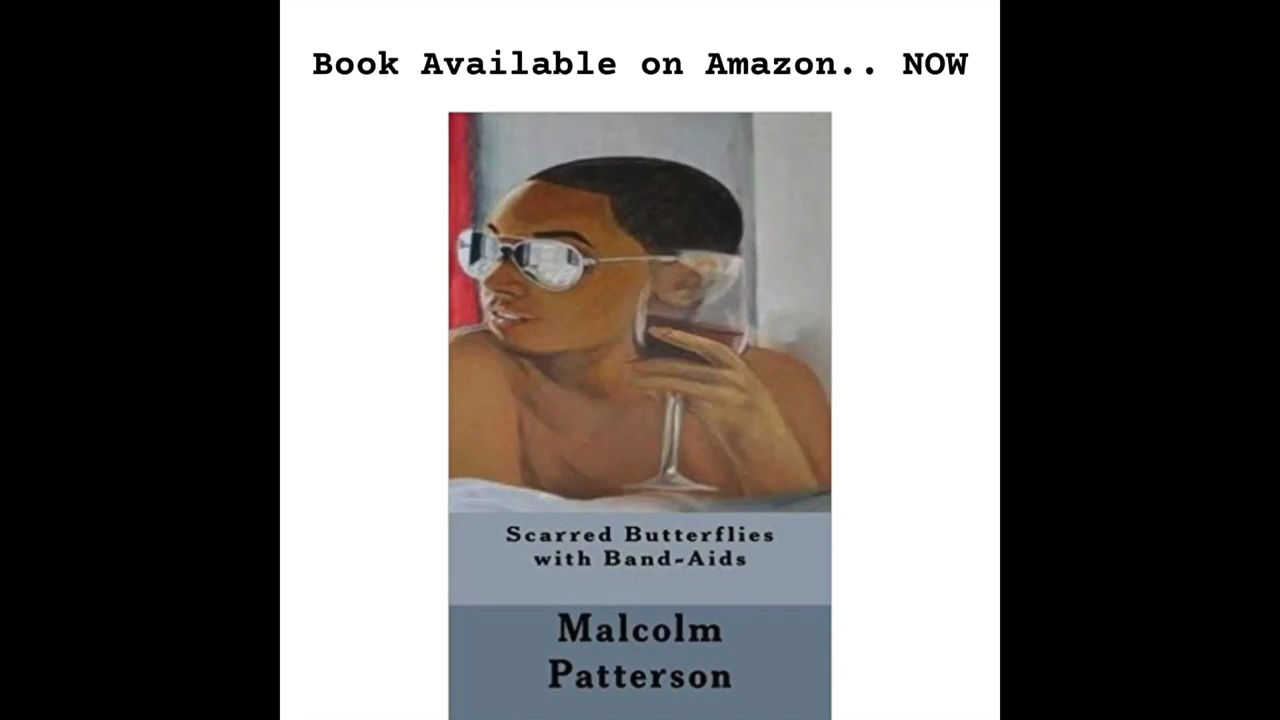 Book Available on Amazon.. NOW
Scarred Butterflies
with Band-Aids
Malcolm
Patterson